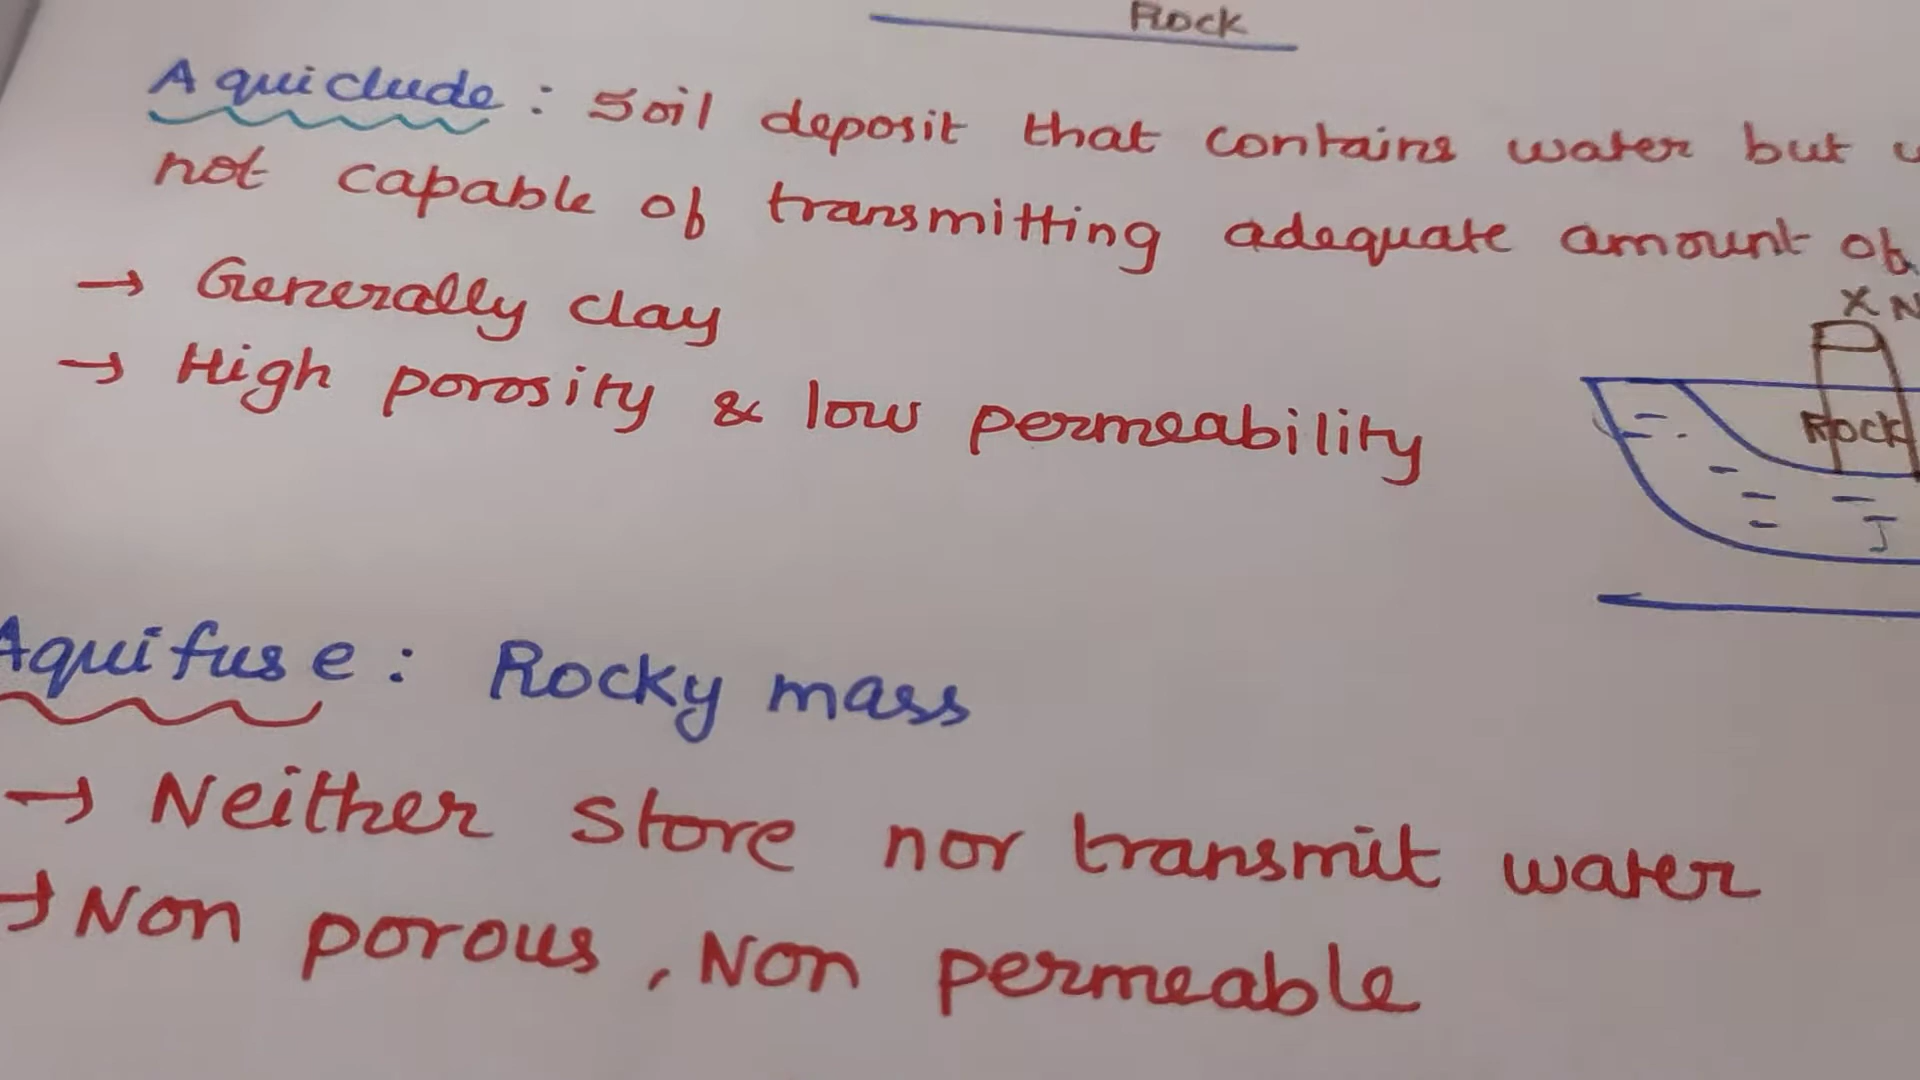 Rock
Aquiclude : Soil deposit that contains water but
not capable of transmitting adequate amount of
→ Generally clay
→ High porosity & low permeability
X N
Rock
Aquifuse : Rocky mass
→ Neither store nor transmit water
→ Non porous, Non permeable